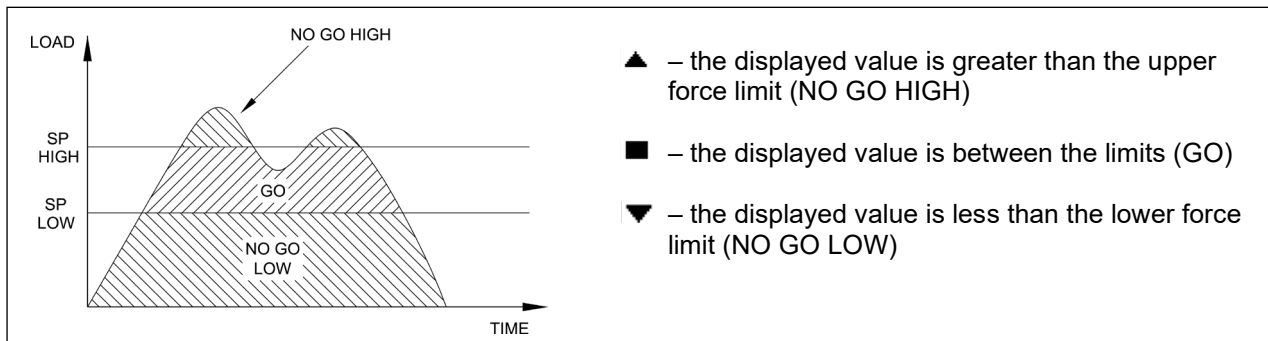 LOAD
NO GO HIGH
SP
HIGH
GO
SP
LOW
NO GO
LOW
TIME
▲ – the displayed value is greater than the upper
force limit (NO GO HIGH)
■ – the displayed value is between the limits (GO)
▼ – the displayed value is less than the lower force
limit (NO GO LOW)